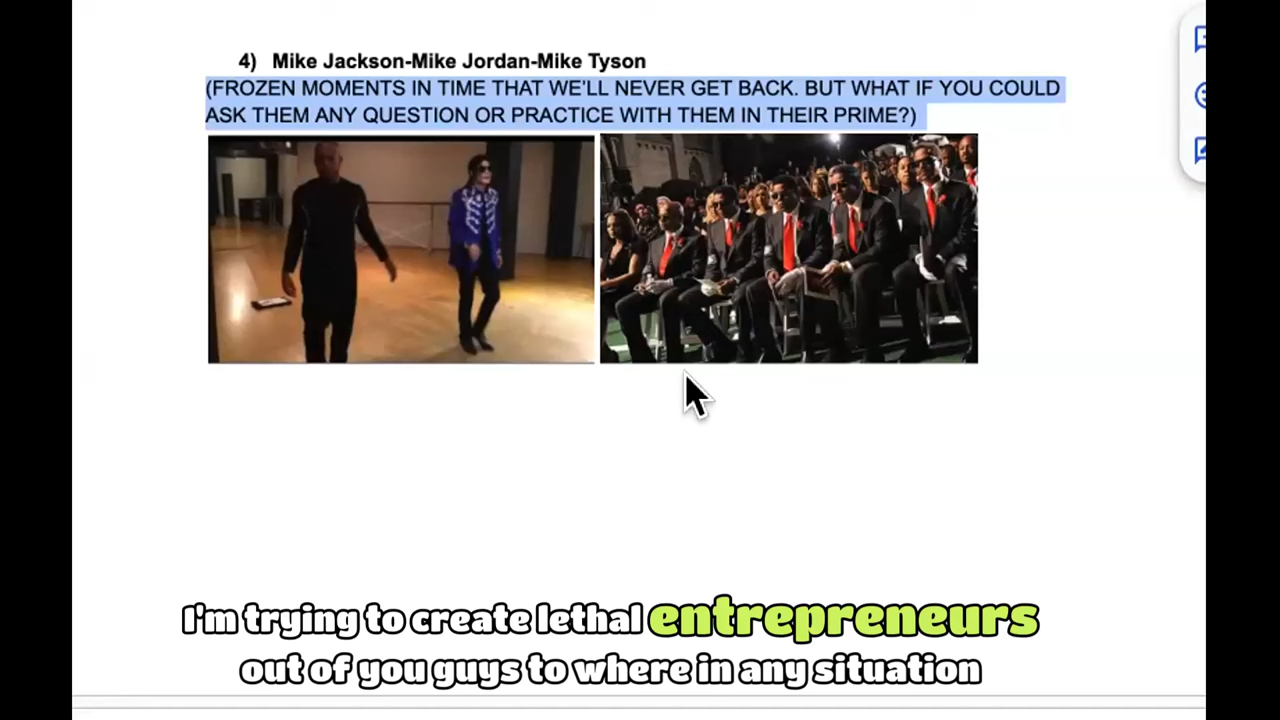 4) Mike Jackson-Mike Jordan-Mike Tyson
(FROZEN MOMENTS IN TIME THAT WE'LL NEVER GET BACK. BUT WHAT IF YOU COULD
ASK THEM ANY QUESTION OR PRACTICE WITH THEM IN THEIR PRIME?)
I'm trying to create lethal entrepreneurs
out of you guys to where in any situation